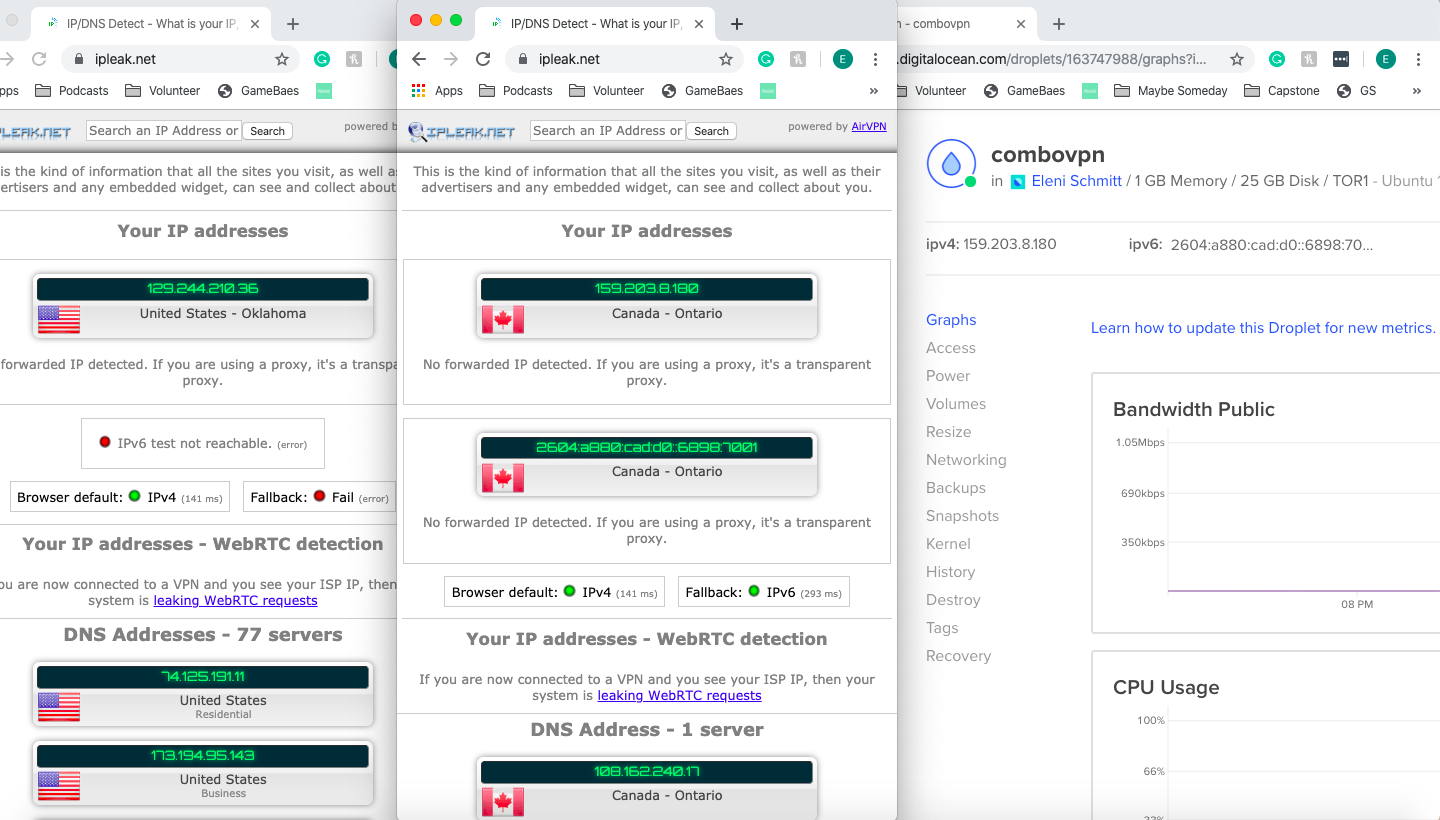 IP/DNS Detect - What is your IP,
ipleak.net
pps
Podcasts
Volunteer
GameBaes
IPLEAK.NET
Search an IP Address or
Search
powered b
is the kind of information that all the sites you visit, as well as
ertisers and any embedded widget, can see and collect about
Your IP addresses
129.244.210.36
United States - Oklahoma
forwarded IP detected. If you are using a proxy, it's a transpa
proxy.
IPv6 test not reachable. (error)
Browser default: IPv4 (141 ms)
Fallback: Fail (error)
Your IP addresses - WebRTC detection
ou are now connected to a VPN and you see your ISP IP, then
system is leaking WebRTC requests
DNS Addresses - 77 servers
74.125.191.11
United States
Residential
173.194.95.143
United States
Business
IP/DNS Detect - What is your IP,
ipleak.net
E
Apps
Podcasts
Volunteer
GameBaes
»
IPLEAK.NET
Search an IP Address or
Search
powered by AirVPN
This is the kind of information that all the sites you visit, as well as their
advertisers and any embedded widget, can see and collect about you.
Your IP addresses
159.203.8.180
Canada - Ontario
No forwarded IP detected. If you are using a proxy, it's a transparent
proxy.
2604:a880:cad:d0::6898:7001
Canada - Ontario
No forwarded IP detected. If you are using a proxy, it's a transparent
proxy.
Browser default: IPv4 (141 ms)
Fallback: IPv6 (293 ms)
Your IP addresses - WebRTC detection
If you are now connected to a VPN and you see your ISP IP, then your
system is leaking WebRTC requests
DNS Address - 1 server
108.162.240.17
Canada - Ontario
n - combovpn
.digitalocean.com/droplets/163747988/graphs?i...
E
Volunteer
GameBaes
Maybe Someday
Capstone
GS
»
combovpn
in Eleni Schmitt / 1 GB Memory / 25 GB Disk / TOR1 - Ubuntu
ipv4: 159.203.8.180
ipv6: 2604:a880:cad:d0::6898:70...
Graphs
Access
Power
Volumes
Resize
Networking
Backups
Snapshots
Kernel
History
Destroy
Tags
Recovery
Learn how to update this Droplet for new metrics.
Bandwidth Public
1.05Mbps
690kbps
350kbps
08 PM
CPU Usage
100%
66%